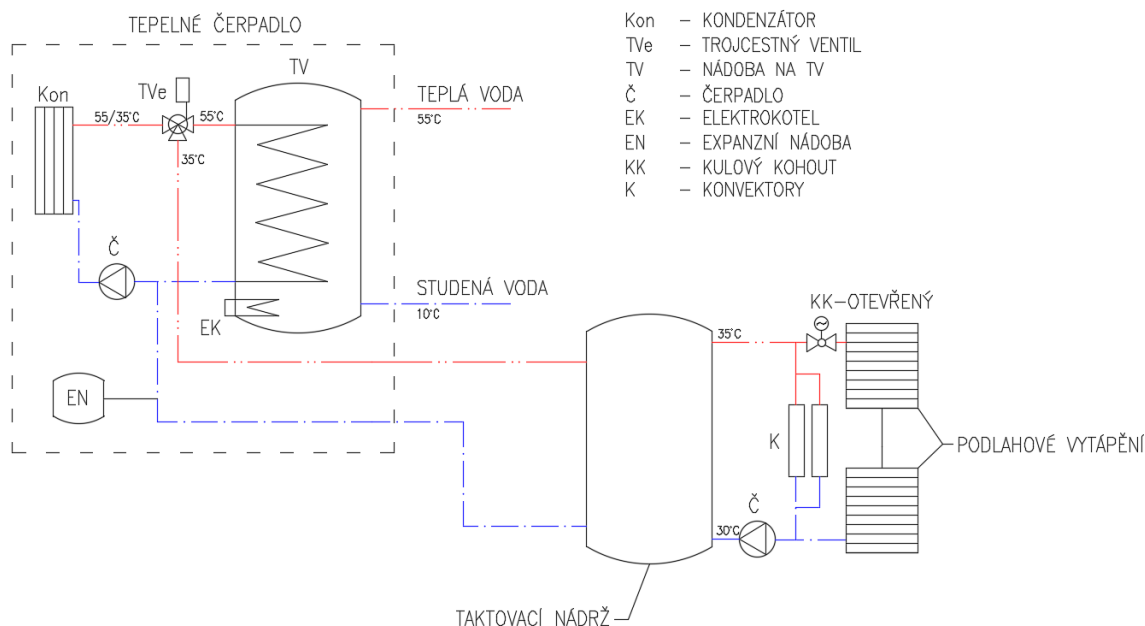 TEPELNÉ ČERPADLO
Kon – KONDENZÁTOR
TVe – TROJCESTNÝ VENTIL
TV – NÁDOBA NA TV
Č – ČERPADLO
EK – ELEKTROKOTEL
EN – EXPANZNÍ NÁDOBA
KK – KULOVÝ KOHOUT
K – KONVEKTORY
TV
Kon
TVe
TEPLÁ VODA
55°C
55/35°C
55°C
35°C
Č
STUDENÁ VODA
10°C
EK
KK-OTEVŘENÝ
35°C
EN
K
PODLAHOVÉ VYTÁPĚNÍ
Č
30°C
TAKTOVACÍ NÁDRŽ